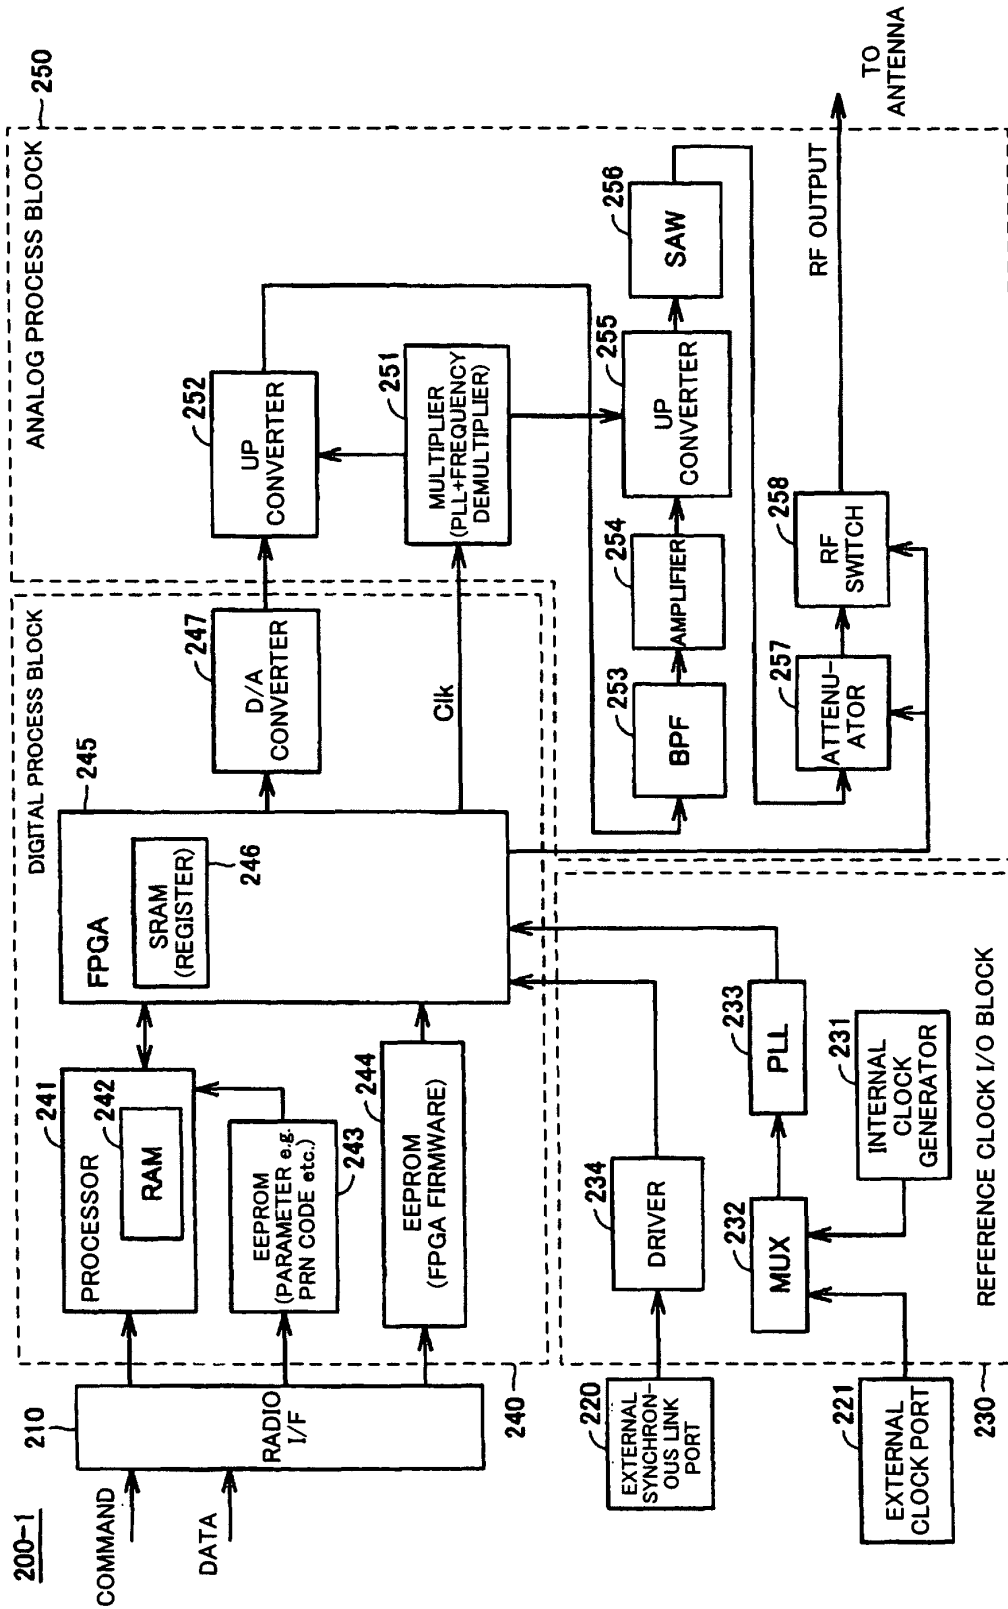 200-1
COMMAND
DATA
210
RADIO
I/F
240
DIGITAL PROCESS BLOCK
241
PROCESSOR
242
RAM
EEPROM
(PARAMETER e.g.
PRN CODE etc.)
243
244
EEPROM
(FPGA FIRMWARE)
245
FPGA
SRAM
(REGISTER)
246
247
D/A
CONVERTER
Clk
250
ANALOG PROCESS BLOCK
252
UP
CONVERTER
251
MULTIPLIER
(PLL+FREQUENCY
DEMULTIPLIER)
253
BPF
254
AMPLIFIER
255
UP
CONVERTER
256
SAW
257
ATTENU-
ATOR
258
RF
SWITCH
RF OUTPUT
TO
ANTENNA
220
EXTERNAL
SYNCHRON-
OUS LINK
PORT
221
EXTERNAL
CLOCK PORT
230
234
DRIVER
232
MUX
233
PLL
231
INTERNAL
CLOCK
GENERATOR
REFERENCE CLOCK I/O BLOCK